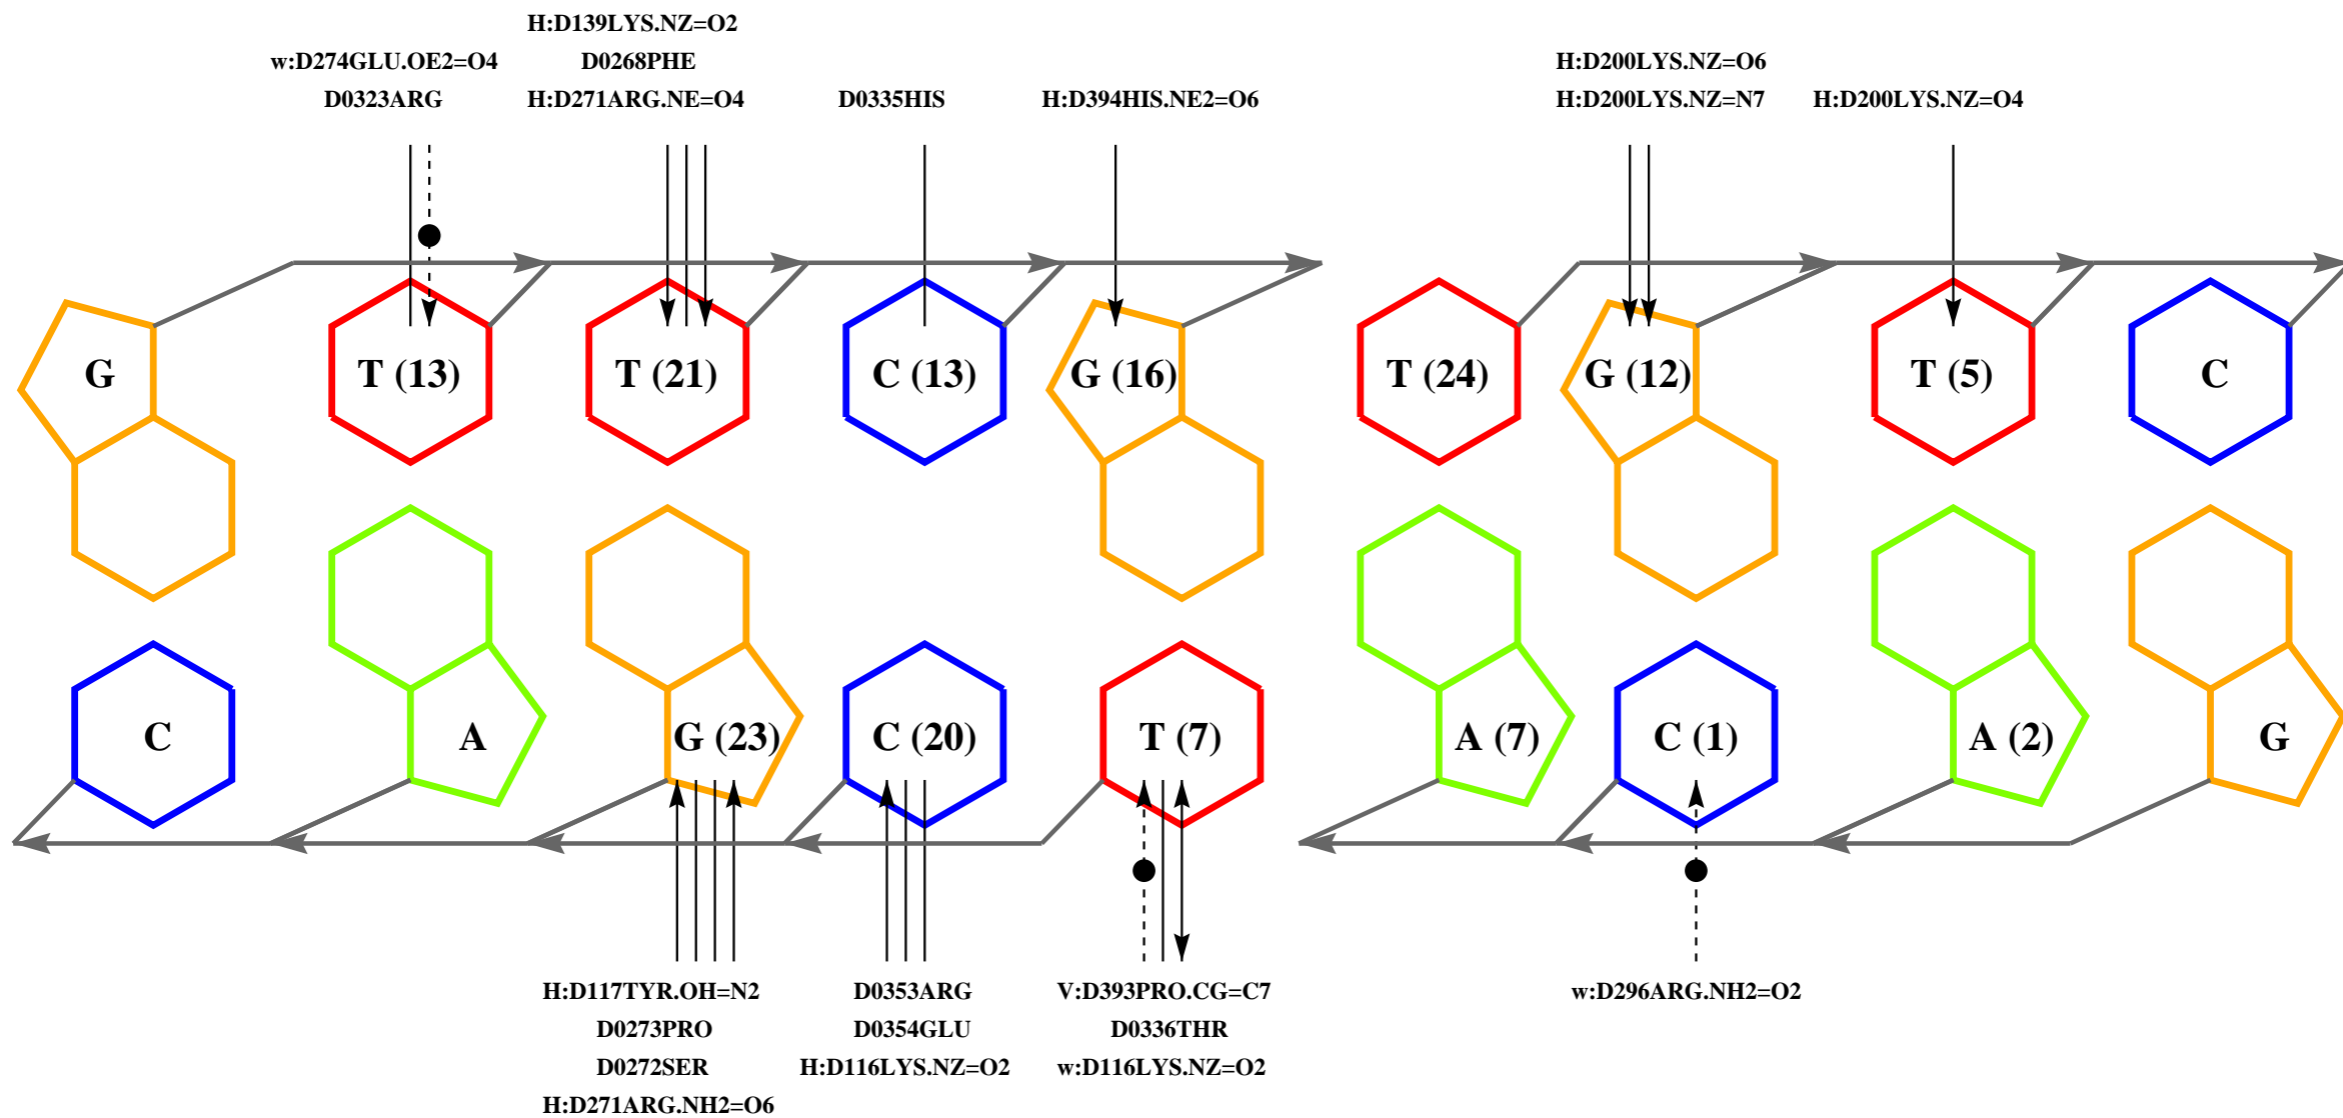 H:D139LYS.NZ=O2
w:D274GLU.OE2=O4 D0268PHE H:D200LYS.NZ=O6
D0323ARG H:D271ARG.NE=O4 D0335HIS H:D394HIS.NE2=O6 H:D200LYS.NZ=N7 H:D200LYS.NZ=O4
G T (13) T (21) C (13) G (16) T (24) G (12) T (5) C
C A G (23) C (20) T (7) A (7) C (1) A (2) G
H:D117TYR.OH=N2 D0353ARG V:D393PRO.CG=C7 w:D296ARG.NH2=O2
D0273PRO D0354GLU D0336THR
D0272SER H:D116LYS.NZ=O2 w:D116LYS.NZ=O2
H:D271ARG.NH2=O6